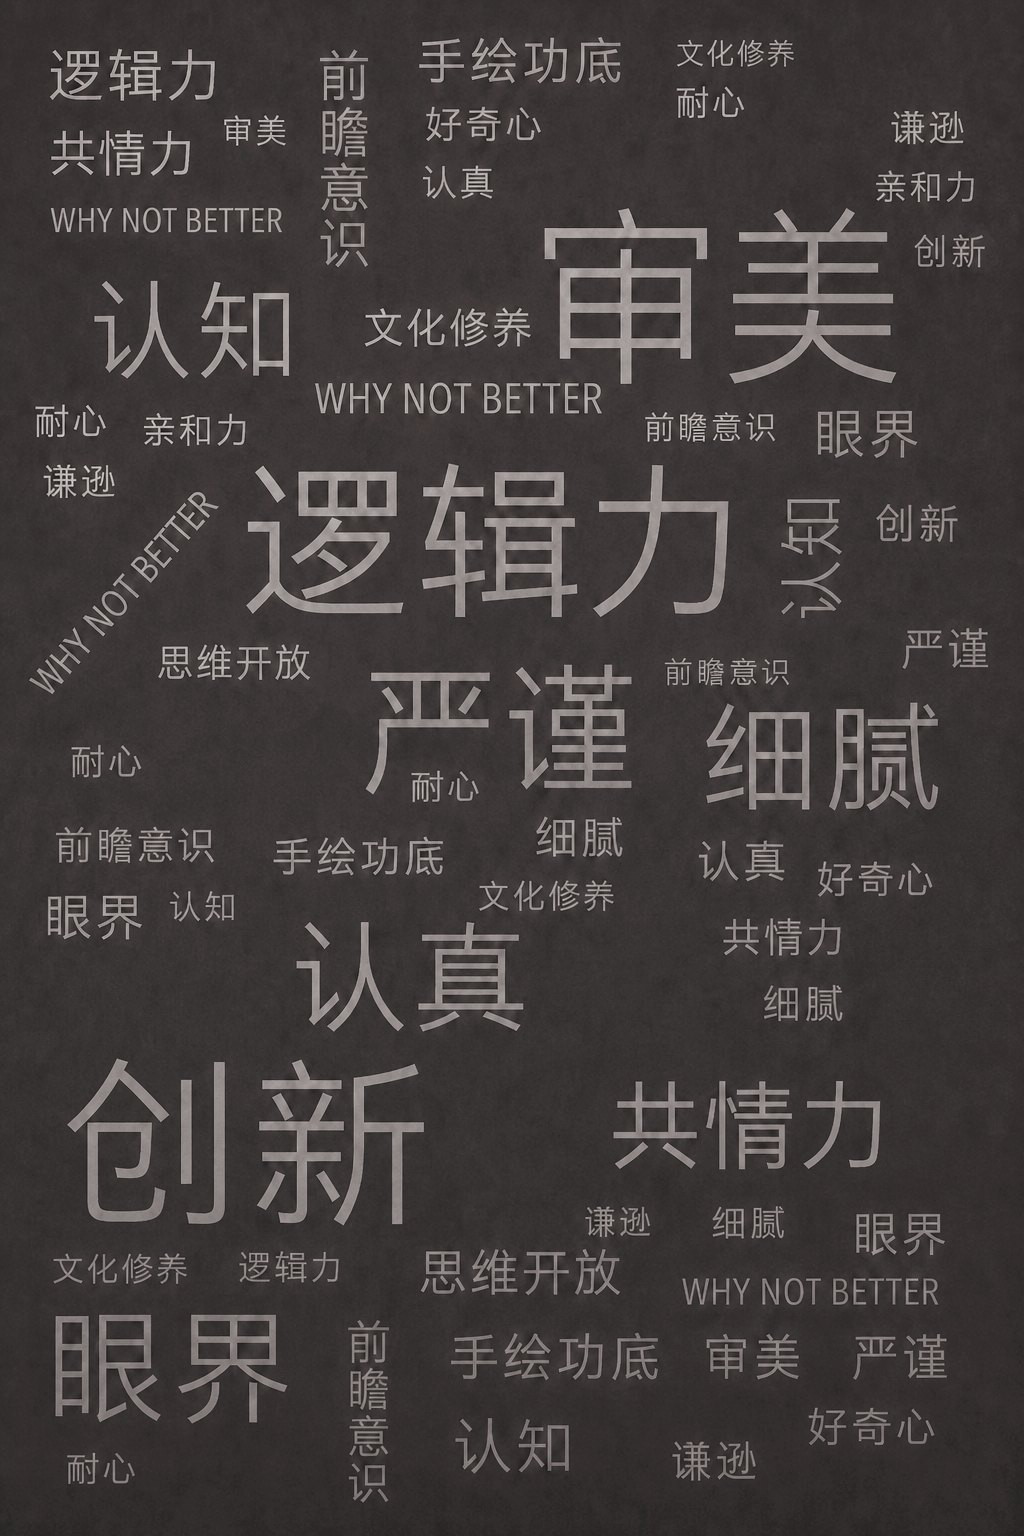 逻辑力
前瞻意识
手绘功底
文化修养
耐心
好奇心
审美
共情力
谦逊
认真
亲和力
WHY NOT BETTER
审美
创新
认知
文化修养
WHY NOT BETTER
耐心
亲和力
前瞻意识
眼界
谦逊
逻辑力
认知
创新
WHY NOT BETTER
思维开放
严谨
前瞻意识
严谨
细腻
耐心
耐心
前瞻意识
手绘功底
细腻
认真
好奇心
眼界
认知
文化修养
共情力
认真
细腻
创新
共情力
谦逊
细腻
眼界
文化修养
逻辑力
思维开放
WHY NOT BETTER
眼界
前瞻意识
手绘功底
审美
严谨
好奇心
认知
谦逊
耐心